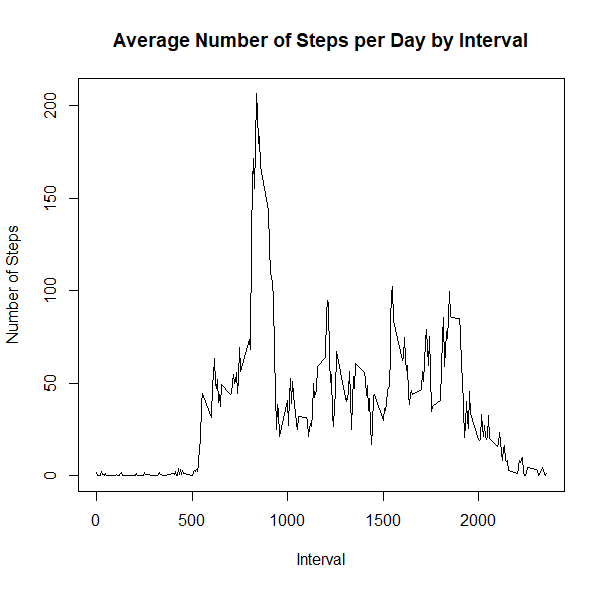 Average Number of Steps per Day by Interval
Number of Steps
200
150
100
50
0
0 500 1000 1500 2000
Interval